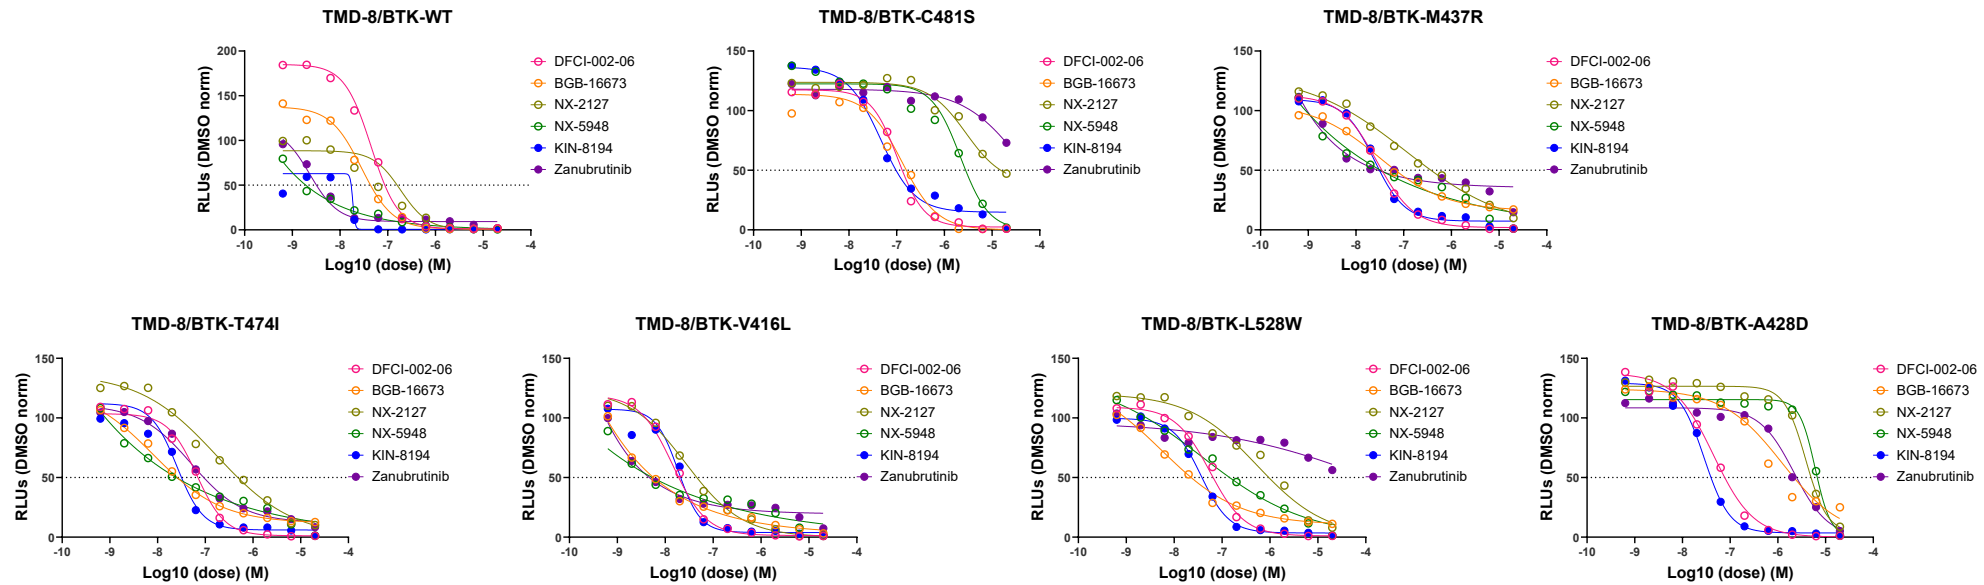 TMD-8/BTK-WT
RLUs (DMSO norm)
200
150
100
50
0
-10 -9 -8 -7 -6 -5 -4
Log10 (dose) (M)
DFCI-002-06
BGB-16673
NX-2127
NX-5948
KIN-8194
Zanubrutinib
TMD-8/BTK-C481S
RLUs (DMSO norm)
150
100
50
0
-10 -9 -8 -7 -6 -5 -4
Log10 (dose) (M)
DFCI-002-06
BGB-16673
NX-2127
NX-5948
KIN-8194
Zanubrutinib
TMD-8/BTK-M437R
RLUs (DMSO norm)
150
100
50
0
-10 -9 -8 -7 -6 -5 -4
Log10 (dose) (M)
DFCI-002-06
BGB-16673
NX-2127
NX-5948
KIN-8194
Zanubrutinib
TMD-8/BTK-T474I
RLUs (DMSO norm)
150
100
50
0
-10 -9 -8 -7 -6 -5 -4
Log10 (dose) (M)
DFCI-002-06
BGB-16673
NX-2127
NX-5948
KIN-8194
Zanubrutinib
TMD-8/BTK-V416L
RLUs (DMSO norm)
150
100
50
0
-10 -9 -8 -7 -6 -5 -4
Log10 (dose) (M)
DFCI-002-06
BGB-16673
NX-2127
NX-5948
KIN-8194
Zanubrutinib
TMD-8/BTK-L528W
RLUs (DMSO norm)
150
100
50
0
-10 -9 -8 -7 -6 -5 -4
Log10 (dose) (M)
DFCI-002-06
BGB-16673
NX-2127
NX-5948
KIN-8194
Zanubrutinib
TMD-8/BTK-A428D
RLUs (DMSO norm)
150
100
50
0
-10 -9 -8 -7 -6 -5 -4
Log10 (dose) (M)
DFCI-002-06
BGB-16673
NX-2127
NX-5948
KIN-8194
Zanubrutinib